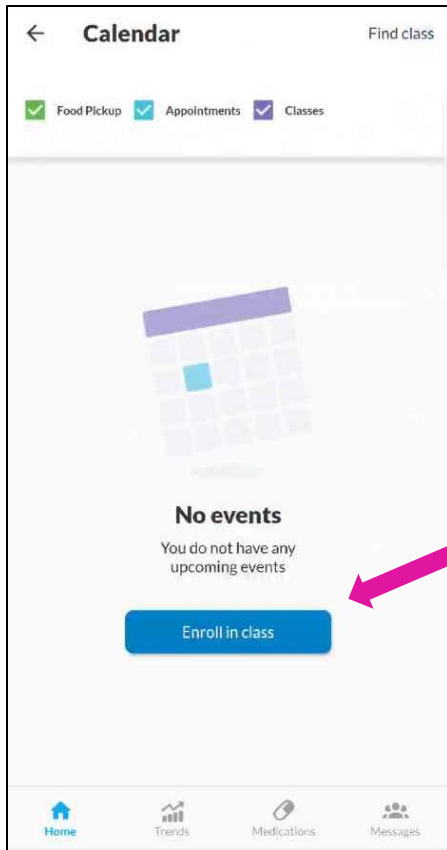 Calendar
Find class
Food Pickup Appointments Classes
No events
You do not have any
upcoming events
Enroll in class
Home Trends Medications Messages